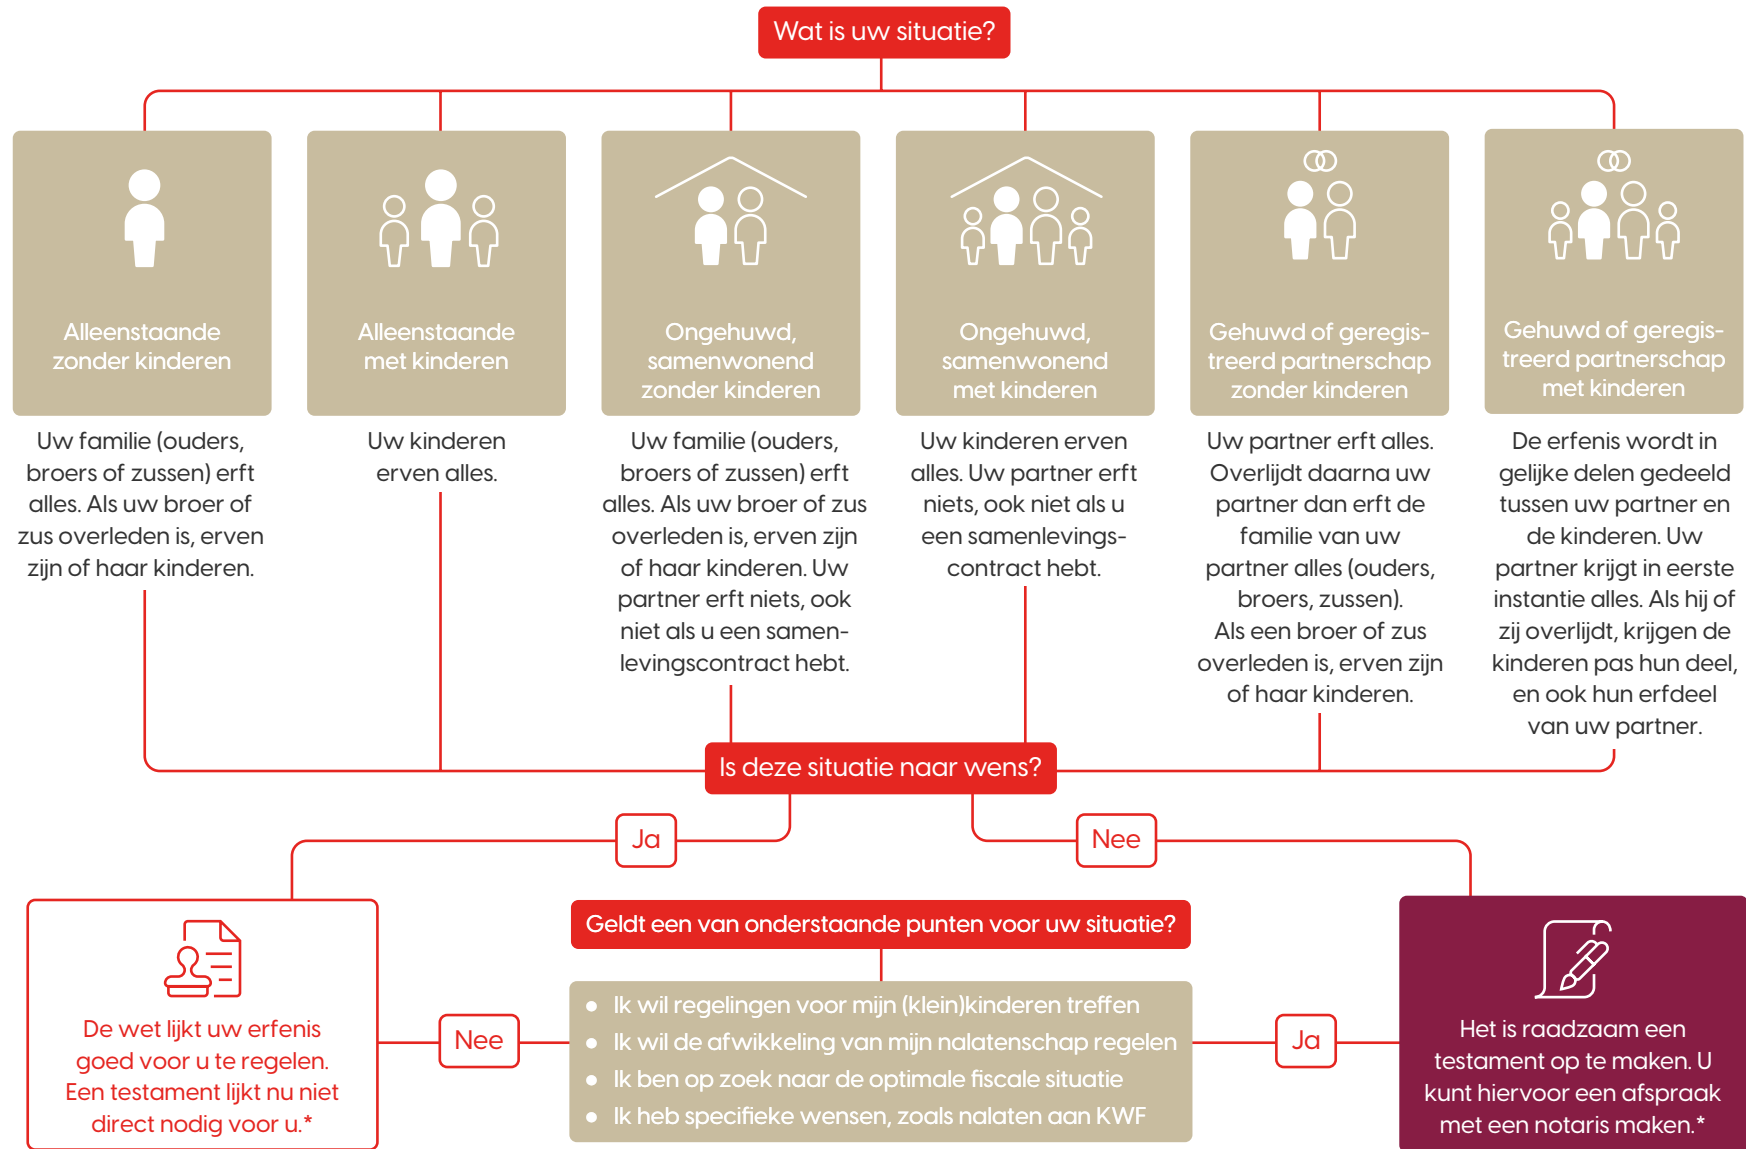 Wat is uw situatie?
Alleenstaande
zonder kinderen
Uw familie (ouders,
broers of zussen) erft
alles. Als uw broer of
zus overleden is, erven
zijn of haar kinderen.
Alleenstaande
met kinderen
Uw kinderen
erven alles.
Ongehuwd,
samenwonend
zonder kinderen
Uw familie (ouders,
broers of zussen) erft
alles. Als uw broer of zus
overleden is, erven zijn
of haar kinderen. Uw
partner erft niets, ook
niet als u een samen-
levingscontract hebt.
Ongehuwd,
samenwonend
met kinderen
Uw kinderen erven
alles. Uw partner erft
niets, ook niet als u
een samenlevings-
contract hebt.
Gehuwd of geregis-
treerd partnerschap
zonder kinderen
Uw partner erft alles.
Overlijdt daarna uw
partner dan erft de
familie van uw
partner alles (ouders,
broers, zussen).
Als een broer of zus
overleden is, erven zijn
of haar kinderen.
Gehuwd of geregis-
treerd partnerschap
met kinderen
De erfenis wordt in
gelijke delen gedeeld
tussen uw partner en
de kinderen. Uw
partner krijgt in eerste
instantie alles. Als hij of
zij overlijdt, krijgen de
kinderen pas hun deel,
en ook hun erfdeel
van uw partner.
Is deze situatie naar wens?
Ja
Nee
De wet lijkt uw erfenis
goed voor u te regelen.
Een testament lijkt nu niet
direct nodig voor u.*
Nee
Geldt een van onderstaande punten voor uw situatie?
• Ik wil regelingen voor mijn (klein)kinderen treffen
• Ik wil de afwikkeling van mijn nalatenschap regelen
• Ik ben op zoek naar de optimale fiscale situatie
• Ik heb specifieke wensen, zoals nalaten aan KWF
Ja
Het is raadzaam een
testament op te maken. U
kunt hiervoor een afspraak
met een notaris maken.*